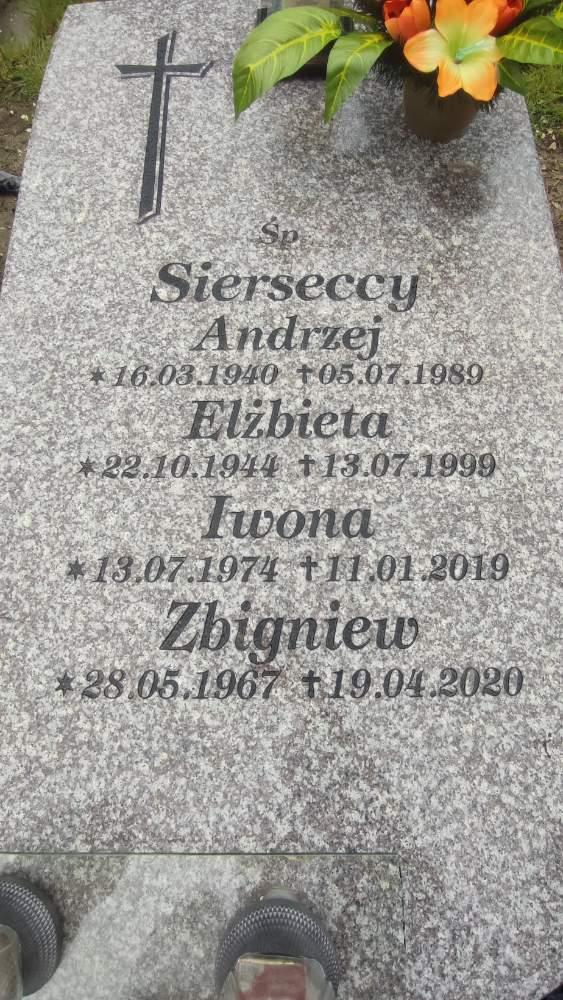 Śp
Sierseccy
Andrzej
✶16.03.1940 †05.07.1989
Elżbieta
✶22.10.1944 †13.07.1999
Iwona
✶13.07.1974 †11.01.2019
Zbigniew
✶28.05.1967 †19.04.2020